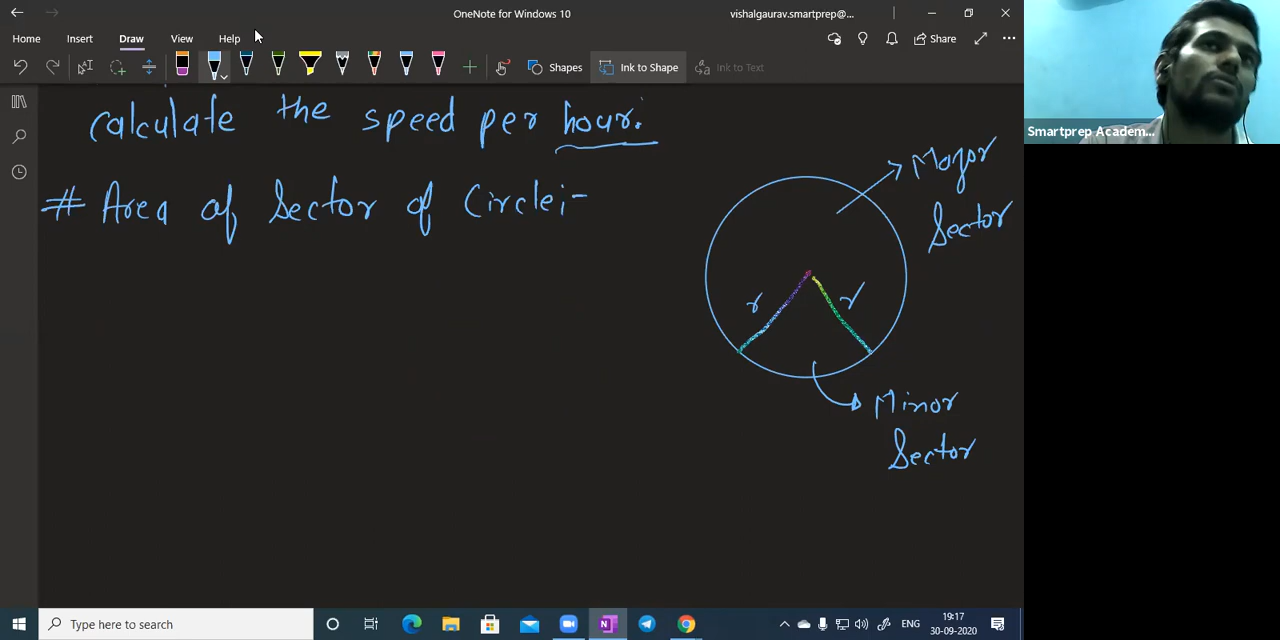 OneNote for Windows 10
vishalgaurav.smartprep@...
Home Insert Draw View Help
Share
Shapes
Ink to Shape
Ink to Text
Smartprep Academ...
calculate the speed per hour.
# Area of Sector of Circle:-
Major
Sector
r r
Minor
Sector
Type here to search
ENG
19:17
30-09-2020